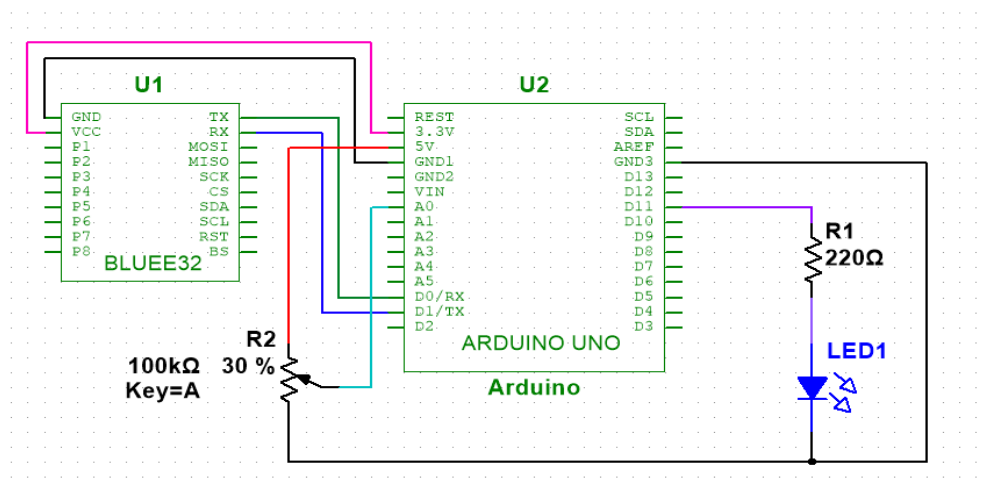 U1
GND
VCC
P1
P2
P3
P4
P5
P6
P7
P8
TX
RX
MOSI
MISO
SCK
CS
SDA
SCL
RST
BS
BLUEE32
U2
REST
3.3V
5V
GND1
GND2
VIN
A0
A1
A2
A3
A4
A5
D0/RX
D1/TX
D2
SCL
SDA
AREF
GND3
D13
D12
D11
D10
D9
D8
D7
D6
D5
D4
D3
ARDUINO UNO
Arduino
R1
220Ω
R2
100kΩ 30 %
Key=A
LED1